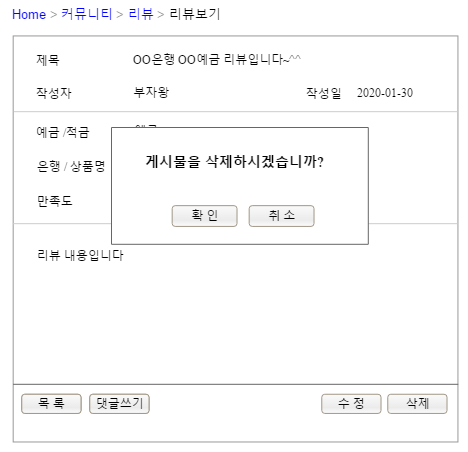 Home > 커뮤니티 > 리뷰 > 리뷰보기
제목 OO은행 OO예금 리뷰입니다~^^
작성자 부자왕 작성일 2020-01-30
예금 /적금
은행 / 상품명
만족도
게시물을 삭제하시겠습니까?
확 인 취 소
리뷰 내용입니다
목 록 댓글쓰기 수 정 삭제